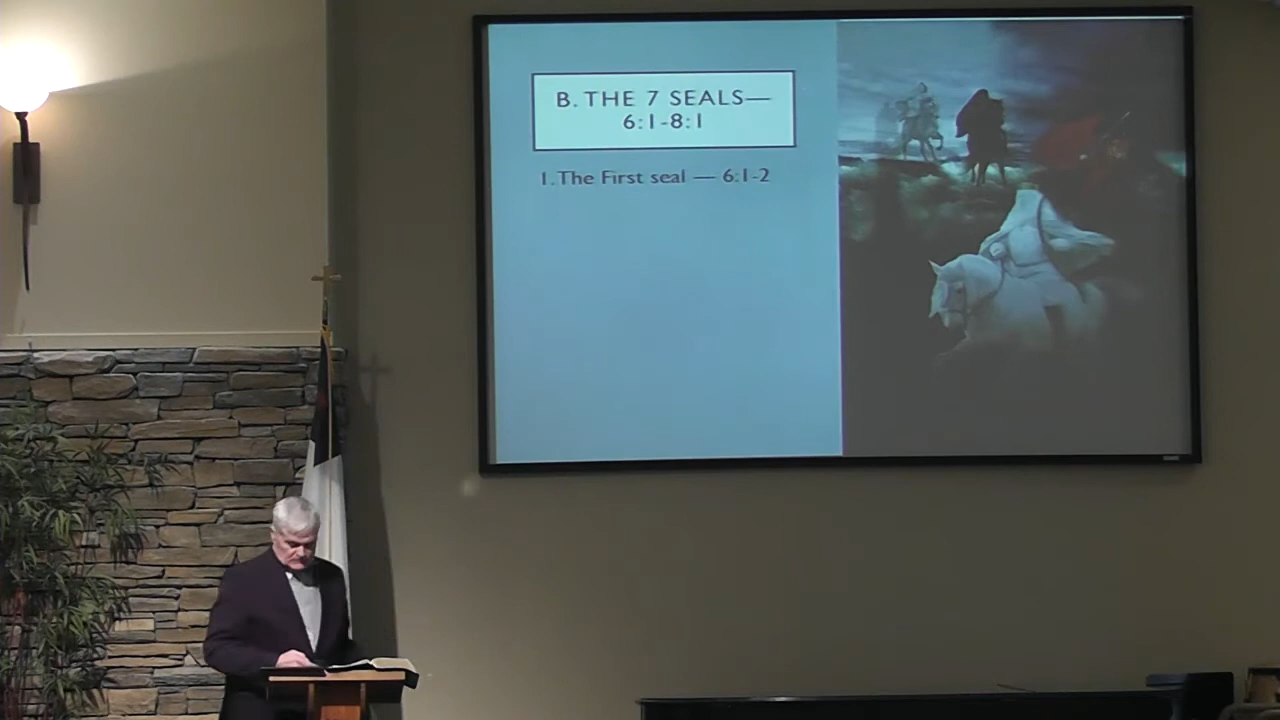 B. THE 7 SEALS—
6:1-8:1
1. The First seal — 6:1-2